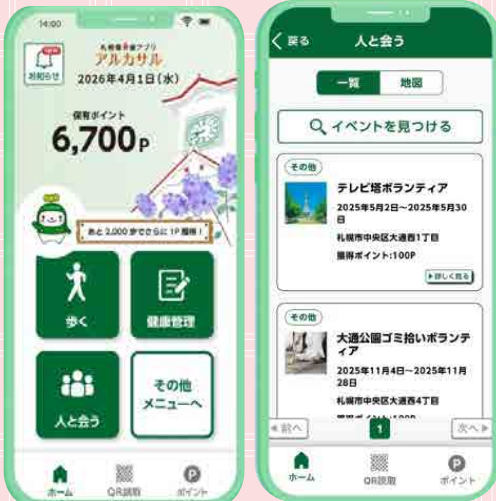 14:00
NEW
お知らせ
札幌健康アプリ
アルカサル
2026年4月1日(水)
保有ポイント
6,700P
あと 2,000 歩でさらに 1P 獲得!
歩く
健康管理
人と会う
その他
メニューへ
ホーム
QR読取
ポイント
戻る
人と会う
一覧
地図
イベントを見つける
その他
テレビ塔ボランティア
2025年5月2日~2025年5月30
日
札幌市中央区大通西1丁目
獲得ポイント:100P
詳しく見る
その他
大通公園ゴミ拾いボランテ
ィア
2025年11月4日~2025年11月
28日
札幌市中央区大通西4丁目
獲得ポイント:100P
前へ
1
次へ
ホーム
QR読取
ポイント